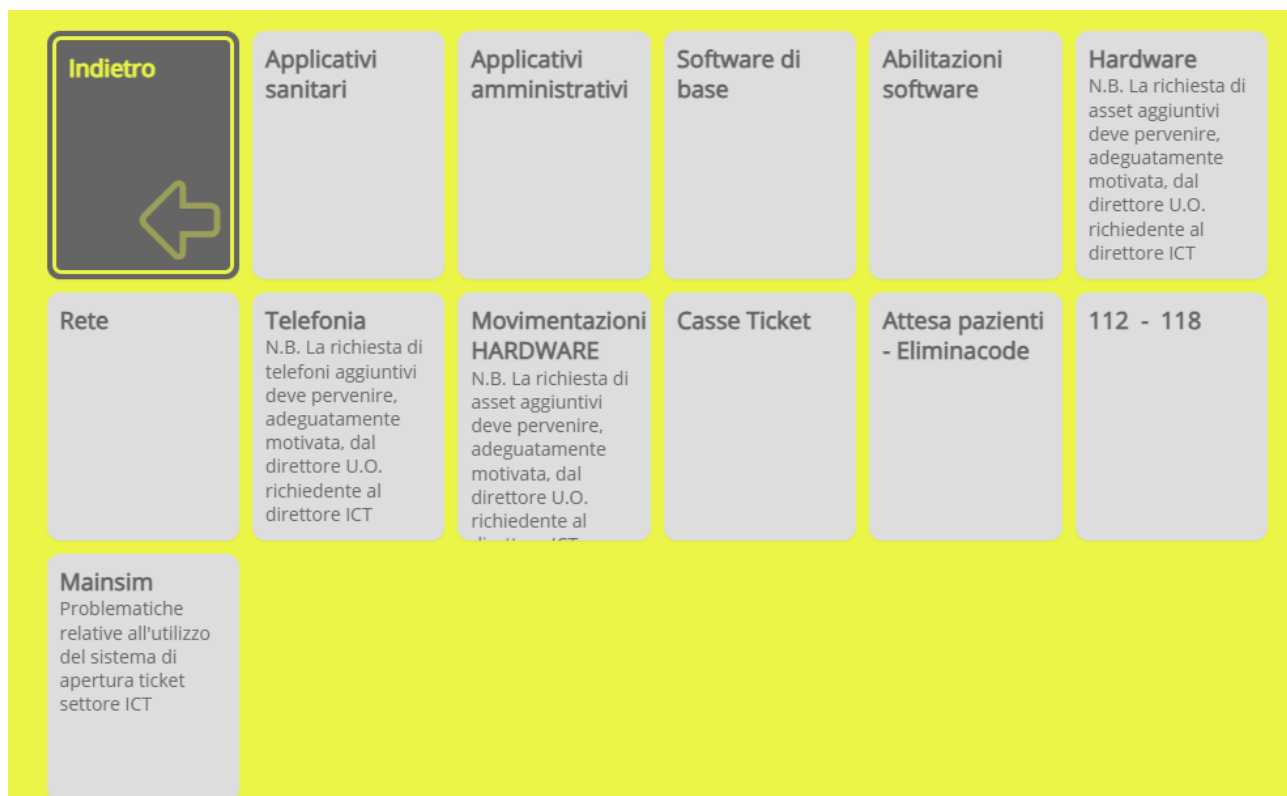 Indietro
Applicativi
sanitari
Applicativi
amministrativi
Software di
base
Abilitazioni
software
Hardware
N.B. La richiesta di
asset aggiuntivi
deve pervenire,
adeguatamente
motivata, dal
direttore U.O.
richiedente al
direttore ICT
Rete
Telefonia
N.B. La richiesta di
telefoni aggiuntivi
deve pervenire,
adeguatamente
motivata, dal
direttore U.O.
richiedente al
direttore ICT
Movimentazioni
HARDWARE
N.B. La richiesta di
asset aggiuntivi
deve pervenire,
adeguatamente
motivata, dal
direttore U.O.
richiedente al
Casse Ticket
Attesa pazienti
- Eliminacode
112 - 118
Mainsim
Problematiche
relative all'utilizzo
del sistema di
apertura ticket
settore ICT